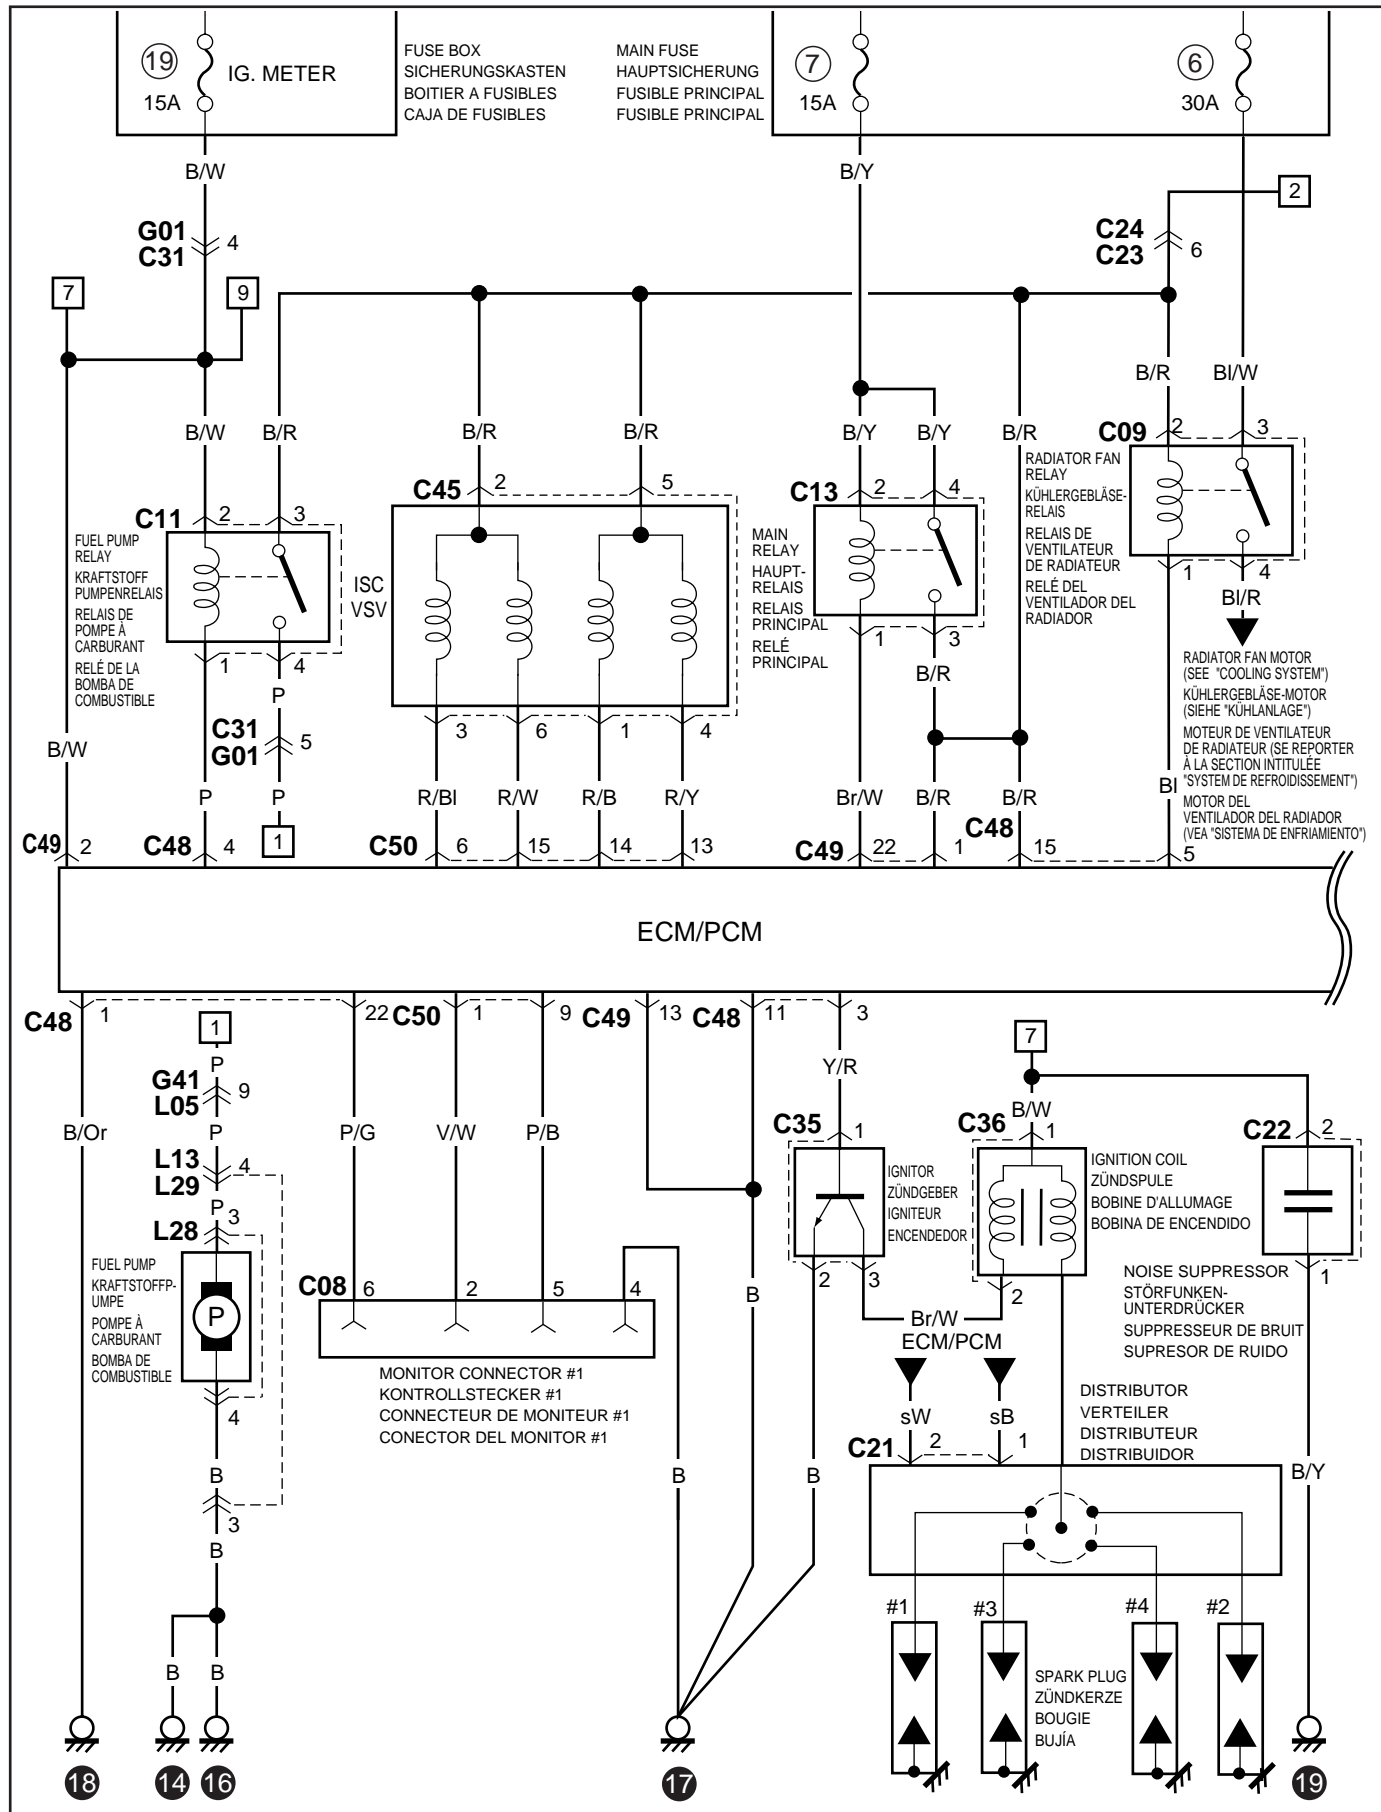 19
15A
IG. METER
FUSE BOX
SICHERUNGSKASTEN
BOITIER A FUSIBLES
CAJA DE FUSIBLES
MAIN FUSE
HAUPTSICHERUNG
FUSIBLE PRINCIPAL
FUSIBLE PRINCIPAL
7
15A
6
30A
B/W
B/Y
2
G01
C31
4
C24
C23
6
7
9
B/R
Bl/W
B/W
B/R
B/R
B/R
B/Y
B/Y
B/R
C09
2
3
RADIATOR FAN
RELAY
KÜHLERGEBLÄSE-
RELAIS
RELAIS DE
VENTILATEUR
DE RADIATEUR
RELÉ DEL
VENTILADOR DEL
RADIADOR
1
4
Bl/R
C45
2
5
C13
2
4
C11
2
3
FUEL PUMP
RELAY
KRAFTSTOFF
PUMPENRELAIS
RELAIS DE
POMPE À
CARBURANT
RELÉ DE LA
BOMBA DE
COMBUSTIBLE
ISC
VSV
MAIN
RELAY
HAUPT-
RELAIS
RELAIS
PRINCIPAL
RELÉ
PRINCIPAL
1
4
1
3
P
B/R
RADIATOR FAN MOTOR
(SEE "COOLING SYSTEM")
KÜHLERGEBLÄSE-MOTOR
(SIEHE "KÜHLANLAGE")
MOTEUR DE VENTILATEUR
DE RADIATEUR (SE REPORTER
À LA SECTION INTITULÉE
"SYSTEM DE REFROIDISSEMENT")
MOTOR DEL
VENTILADOR DEL RADIADOR
(VEA "SISTEMA DE ENFRIAMIENTO")
C31
G01
5
3
6
1
4
B/W
P
P
R/Bl
R/W
R/B
R/Y
Br/W
B/R
B/R
Bl
C49
2
C48
4
1
C50
6
15
14
13
C49
22
1
C48
15
5
ECM/PCM
C48
1
22
C50
1
9
C49
13
C48
11
3
1
7
P
G41
L05
9
Y/R
B/W
B/Or
P
P/G
V/W
P/B
C35
1
C36
1
C22
2
L13
L29
4
P
L28
3
IGNITOR
ZÜNDGEBER
IGNITEUR
ENCENDEDOR
IGNITION COIL
ZÜNDSPULE
BOBINE D'ALLUMAGE
BOBINA DE ENCENDIDO
FUEL PUMP
KRAFTSTOFFP-
UMPE
POMPE À
CARBURANT
BOMBA DE
COMBUSTIBLE
P
C08
6
2
5
4
B
2
3
2
1
NOISE SUPPRESSOR
STÖRFUNKEN-
UNTERDRÜCKER
SUPPRESSEUR DE BRUIT
SUPRESOR DE RUIDO
Br/W
ECM/PCM
MONITOR CONNECTOR #1
KONTROLLSTECKER #1
CONNECTEUR DE MONITEUR #1
CONECTOR DEL MONITOR #1
4
sW
sB
DISTRIBUTOR
VERTEILER
DISTRIBUTEUR
DISTRIBUIDOR
C21
2
1
B
B
B
B/Y
3
B
#1
#3
#4
#2
B
B
SPARK PLUG
ZÜNDKERZE
BOUGIE
BUJÍA
18
14
16
17
19